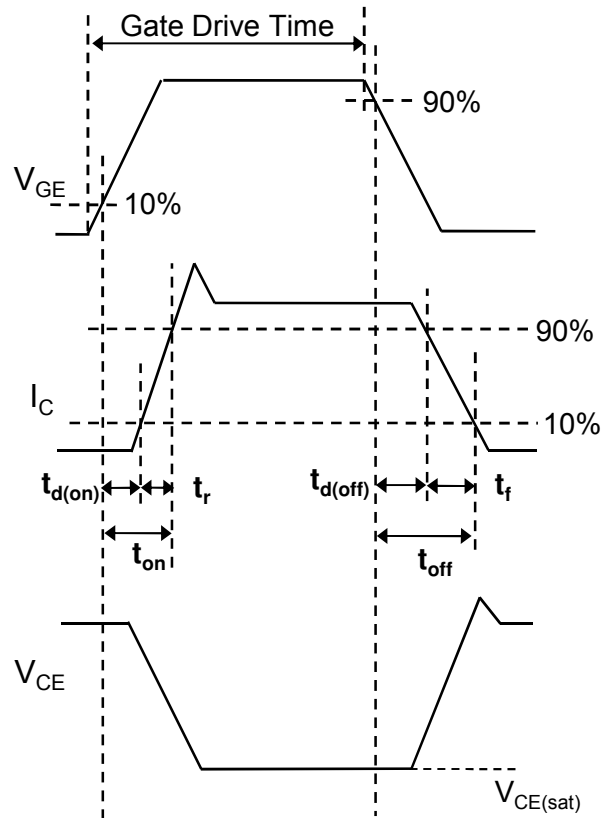 Gate Drive Time
90%
V_GE
10%
90%
I_C
10%
t_d(on) t_r t_d(off) t_f
t_on t_off
V_CE
V_CE(sat)